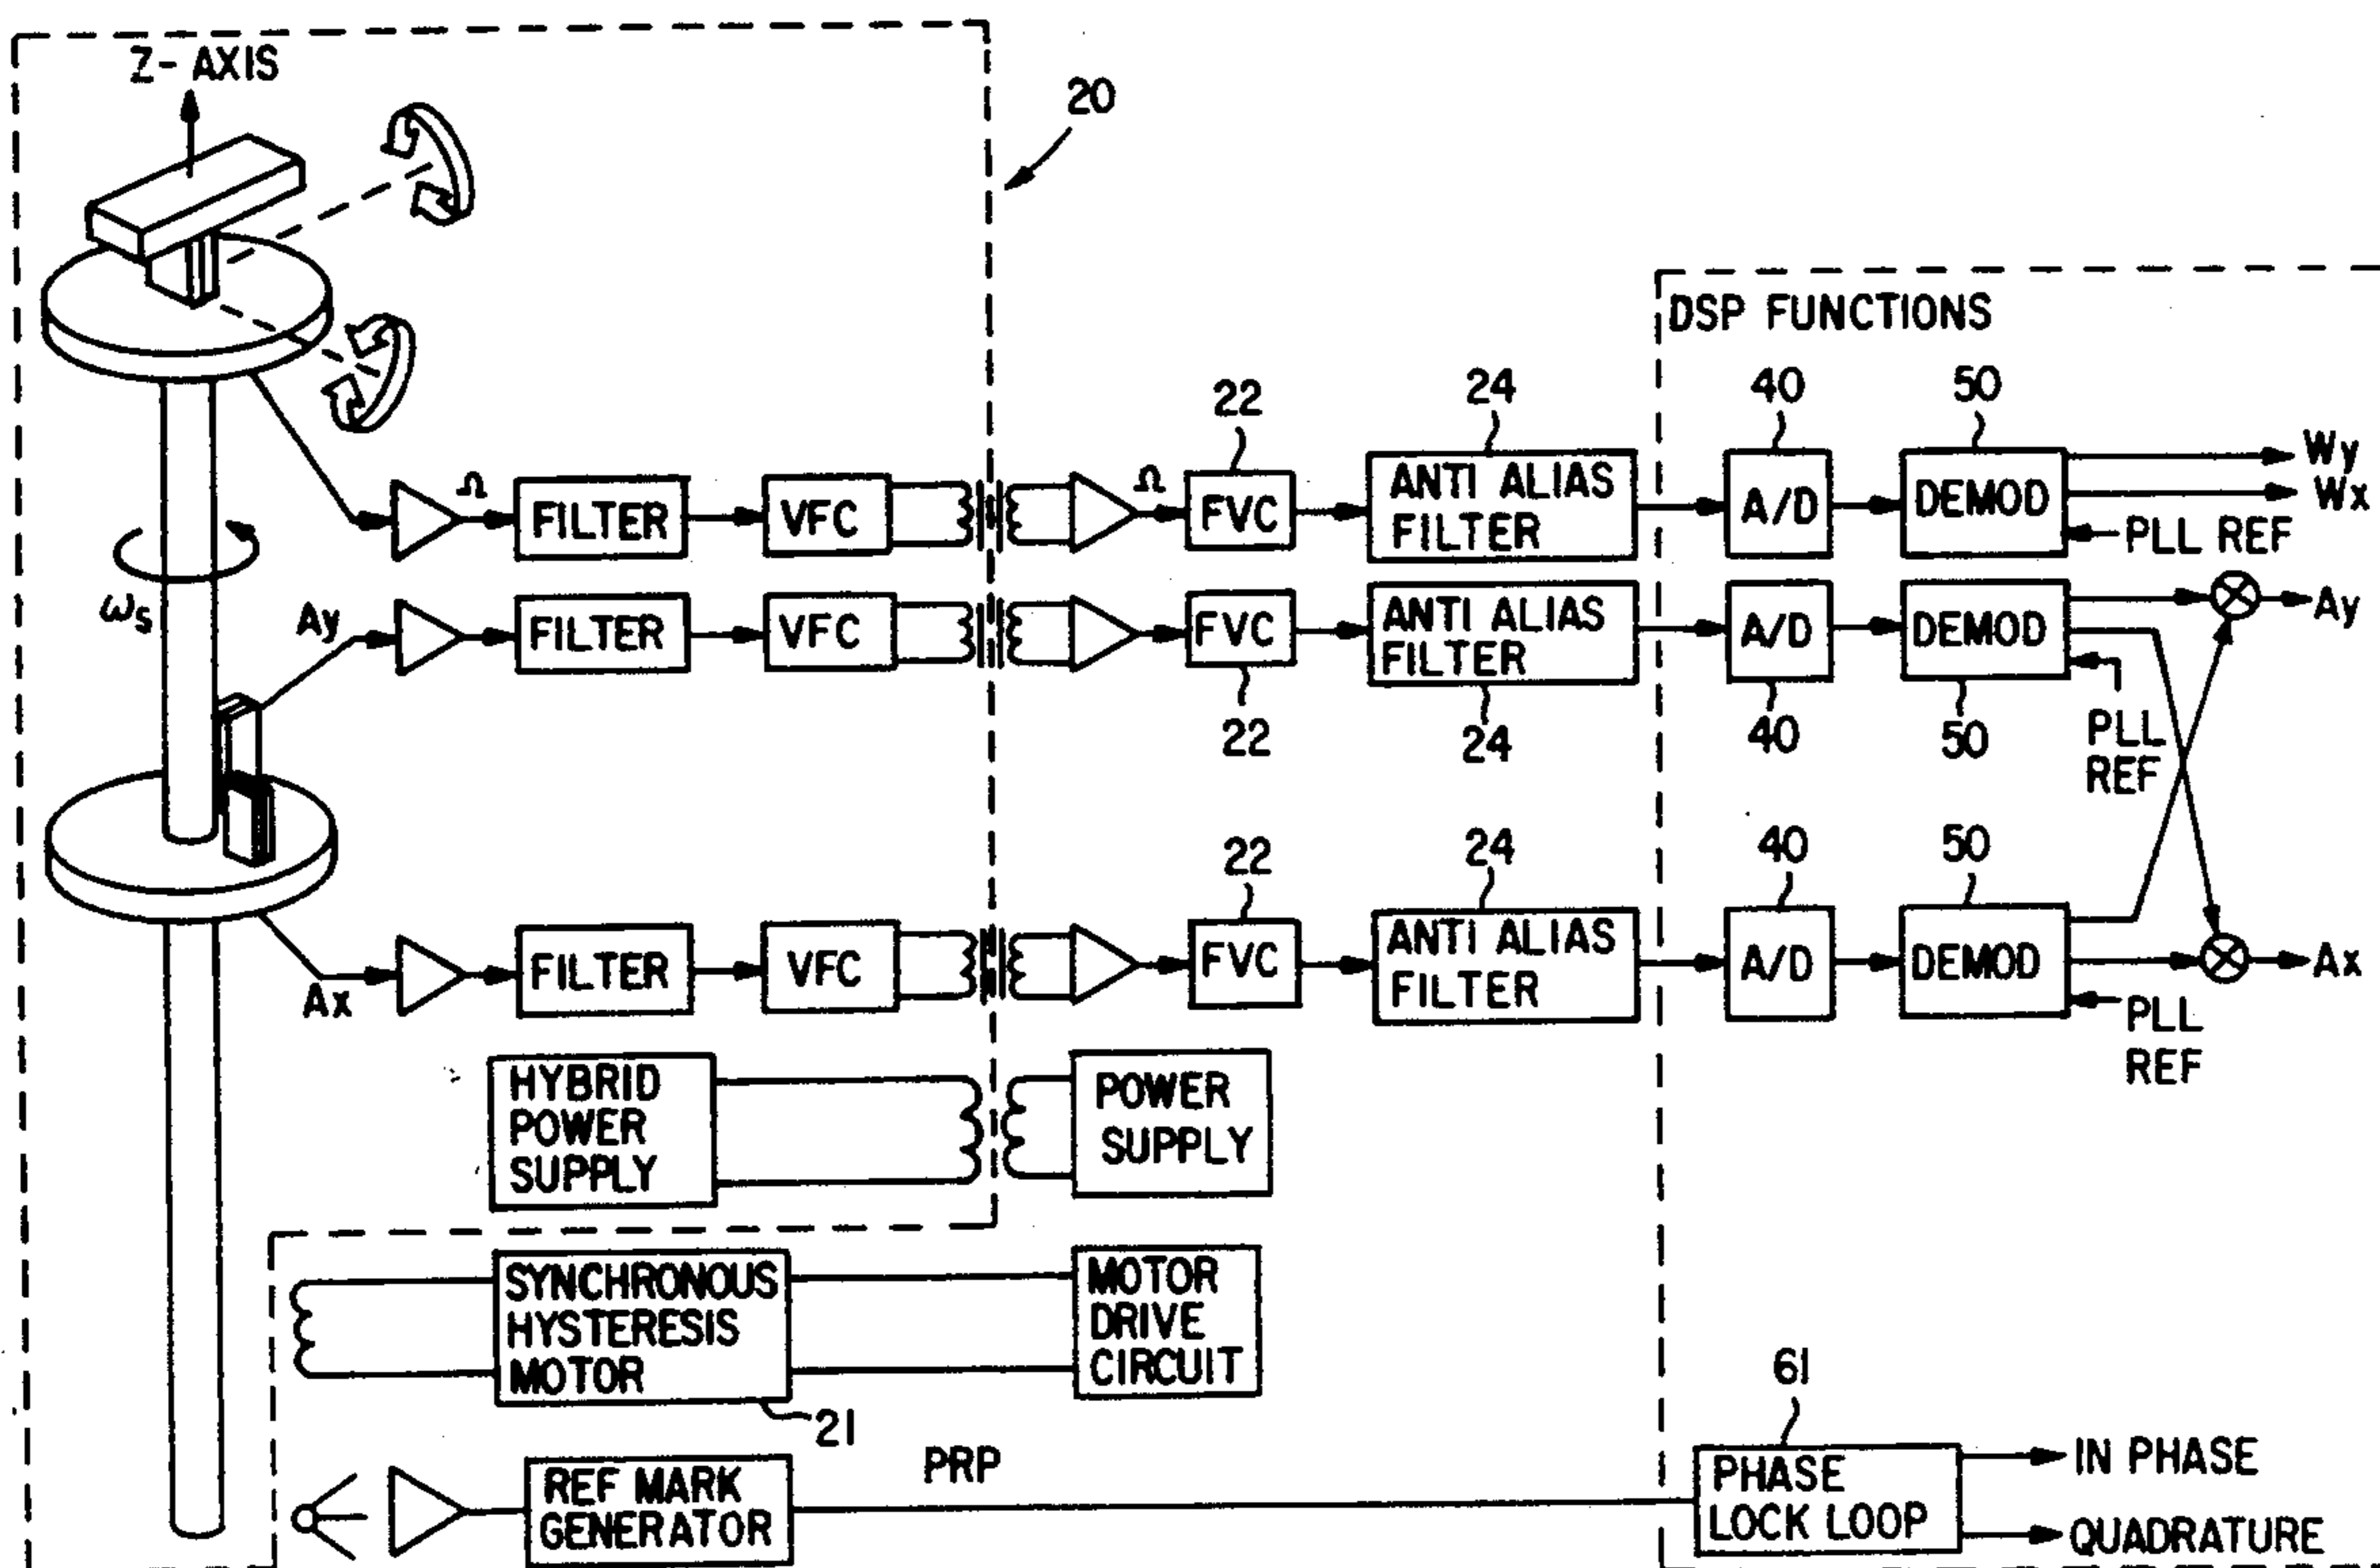 Z-AXIS
20
DSP FUNCTIONS
22
24
40
50
Ω
FILTER
VFC
Ω
FVC
ANTI ALIAS
FILTER
A/D
DEMOD
Wy
Wx
PLL REF
ωs
Ay
FILTER
VFC
FVC
ANTI ALIAS
FILTER
A/D
DEMOD
Ay
22
24
40
50
PLL
REF
22
24
40
50
Ax
FILTER
VFC
FVC
ANTI ALIAS
FILTER
A/D
DEMOD
Ax
PLL
REF
HYBRID
POWER
SUPPLY
POWER
SUPPLY
SYNCHRONOUS
HYSTERESIS
MOTOR
MOTOR
DRIVE
CIRCUIT
21
61
REF MARK
GENERATOR
PRP
PHASE
LOCK LOOP
IN PHASE
QUADRATURE